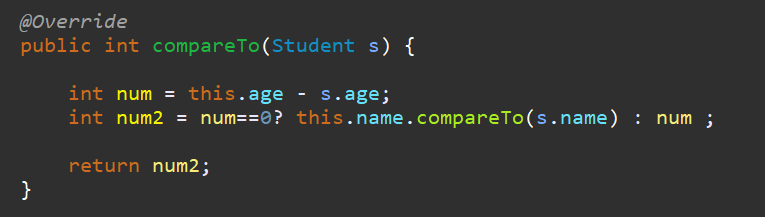 @Override
public int compareTo(Student s) {
int num = this.age - s.age;
int num2 = num==0? this.name.compareTo(s.name) : num ;
return num2;
}